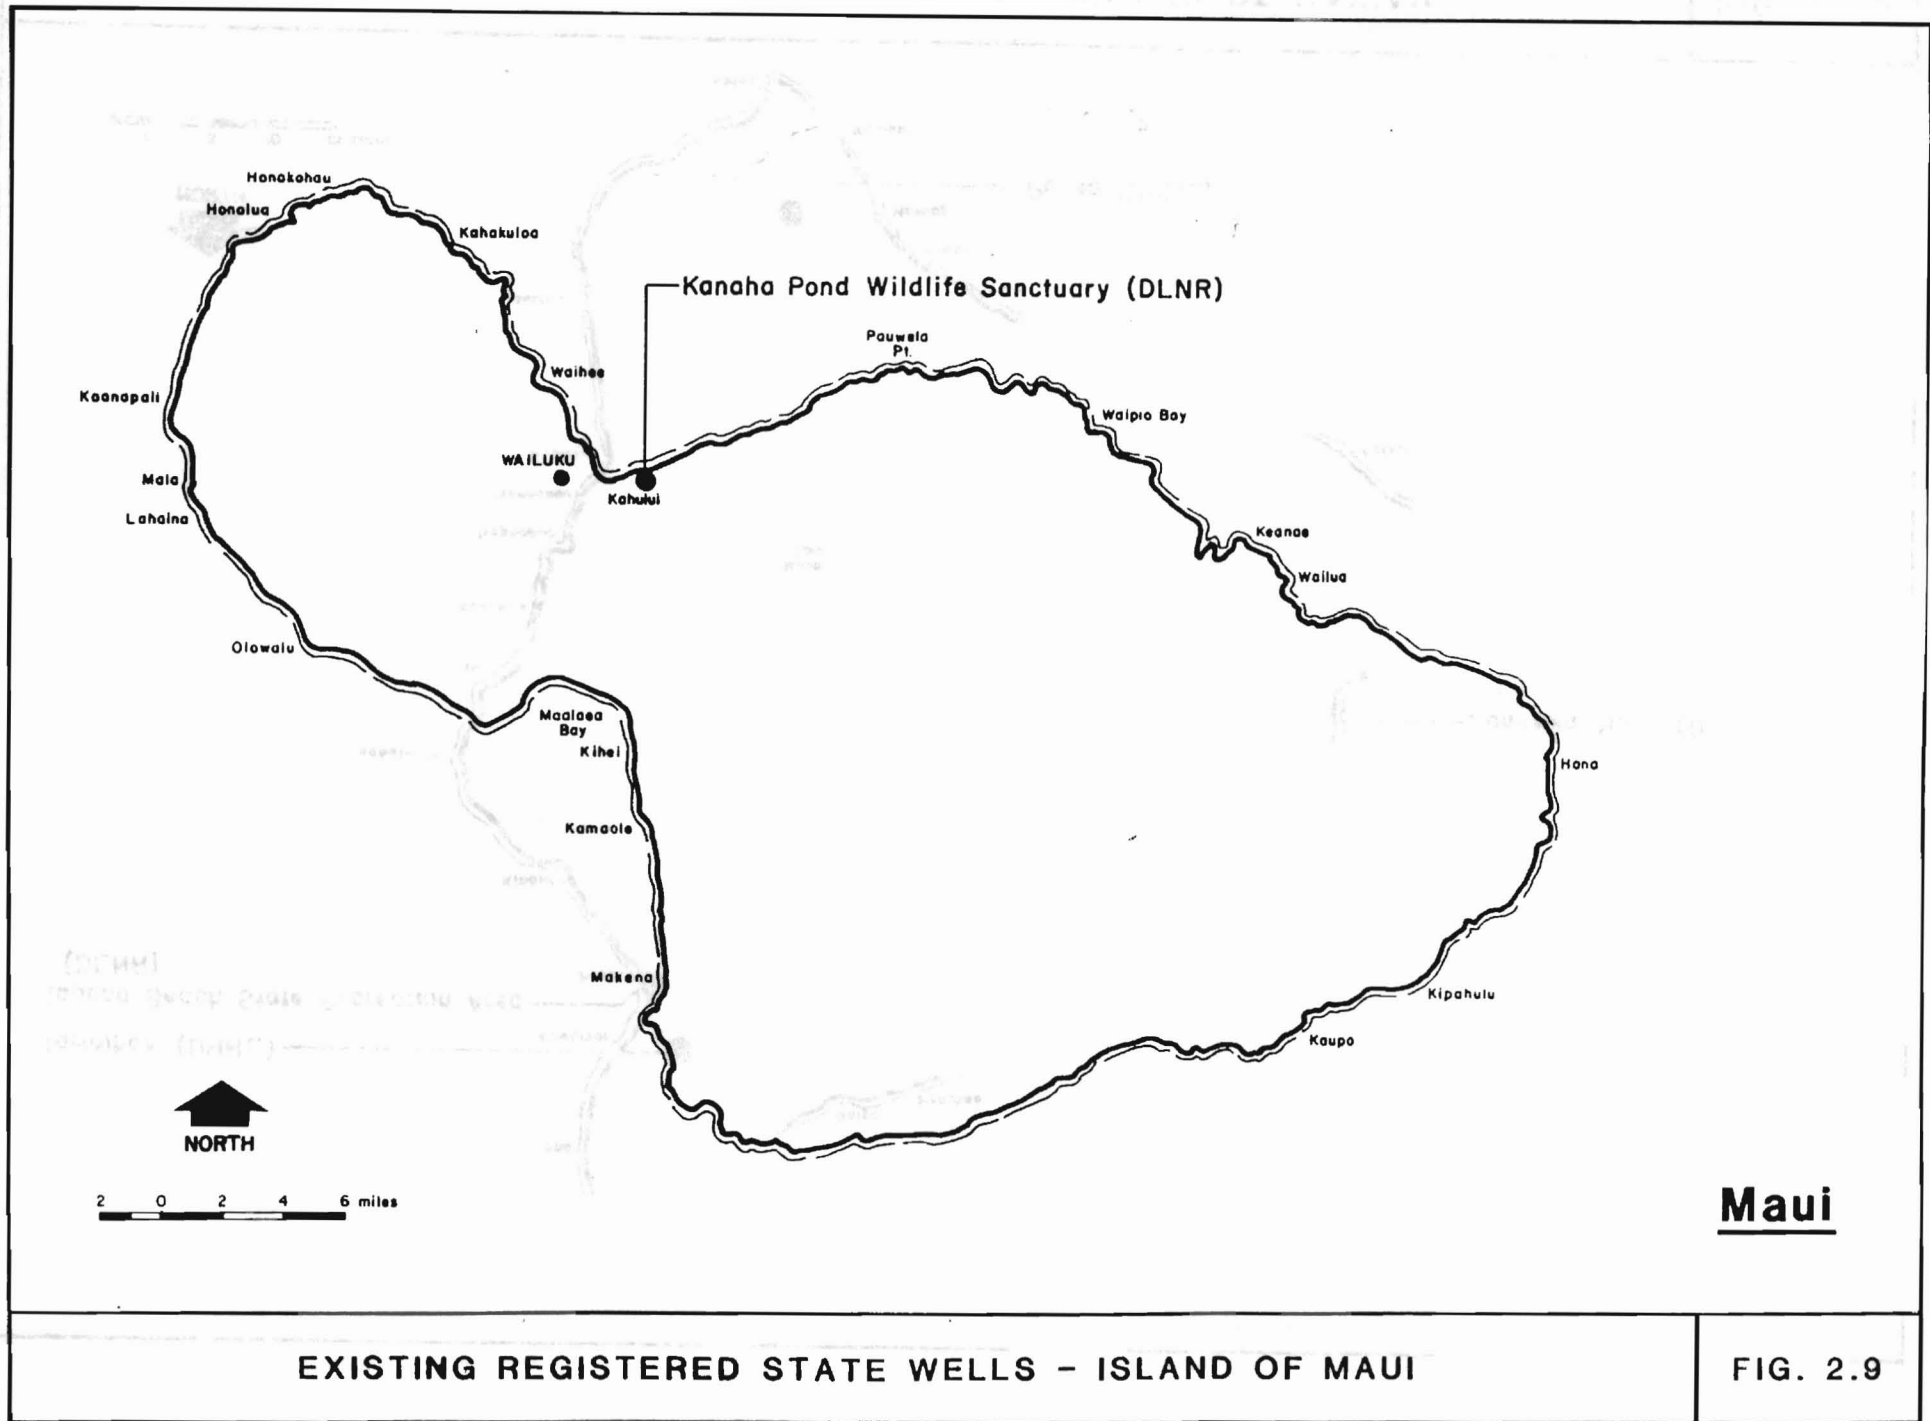 Honokohau
Honolua
Kahakuloa
Kanaha Pond Wildlife Sanctuary (DLNR)
Pauwela
Pt.
Waihee
Kaanapali
Waipio Bay
WAILUKU
Mala
Kahului
Lahaina
Keanae
Wailua
Olowalu
Maalaea
Bay
Kihei
Hana
Kamaole
Makena
Kipahulu
Kaupo
NORTH
2 0 2 4 6 miles
Maui
EXISTING REGISTERED STATE WELLS - ISLAND OF MAUI
FIG. 2.9